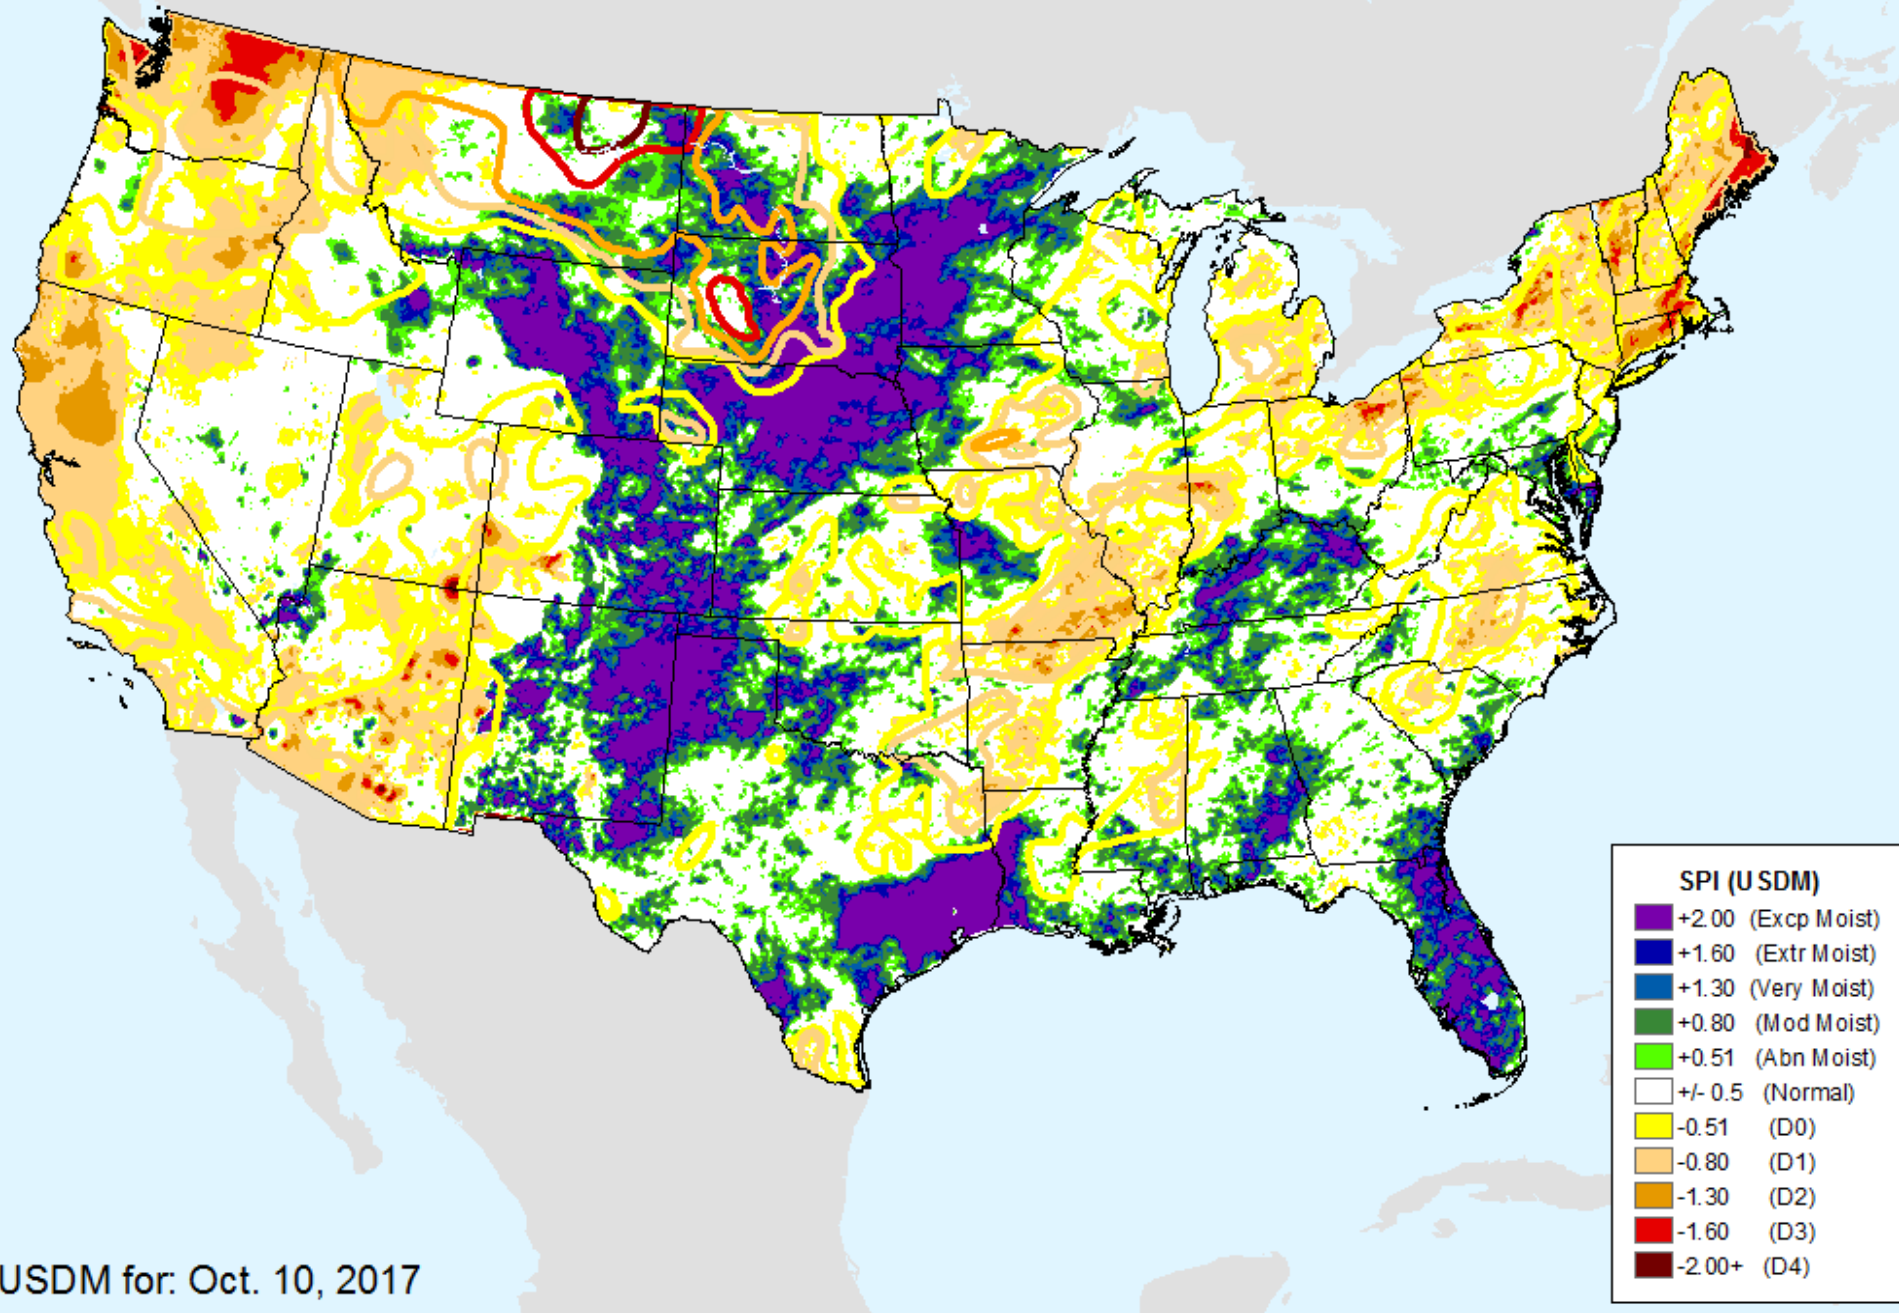 SPI (USDM)
+2.00 (Excp Moist)
+1.60 (Extr Moist)
+1.30 (Very Moist)
+0.80 (Mod Moist)
+0.51 (Abn Moist)
+/- 0.5 (Normal)
-0.51 (D0)
-0.80 (D1)
-1.30 (D2)
-1.60 (D3)
-2.00+ (D4)
USDM for: Oct. 10, 2017